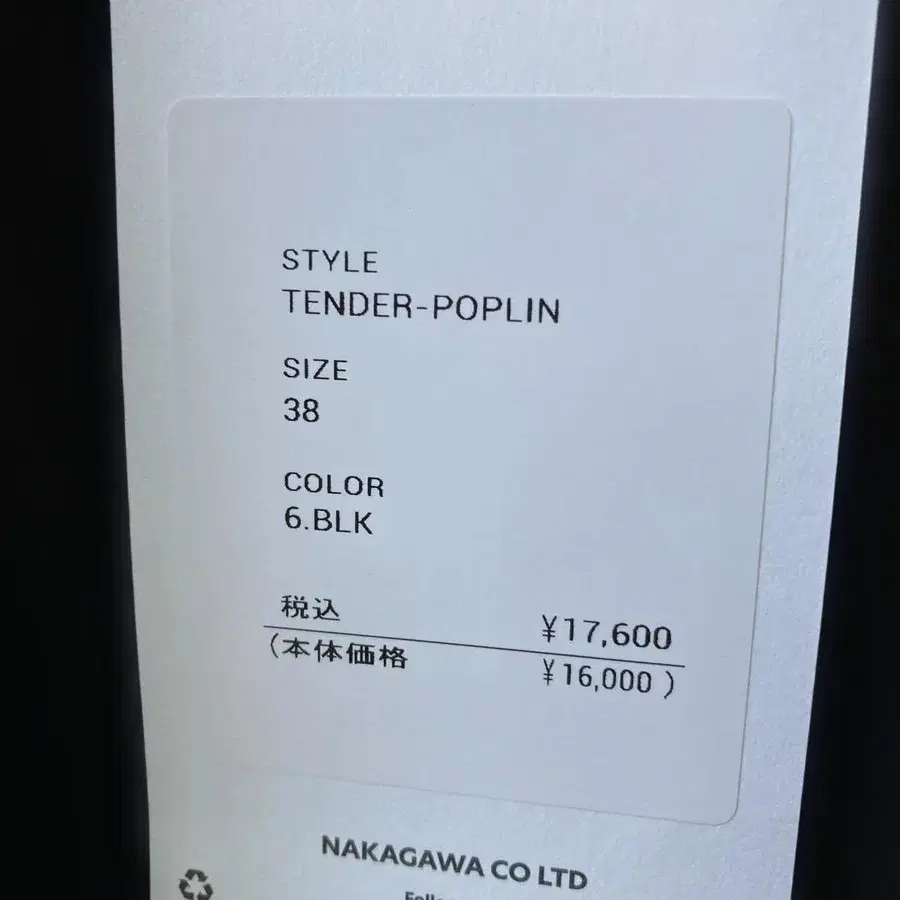 STYLE
TENDER-POPLIN
SIZE
38
COLOR
6.BLK
税込 ¥17,600
(本体価格 ¥16,000 )
NAKAGAWA CO LTD